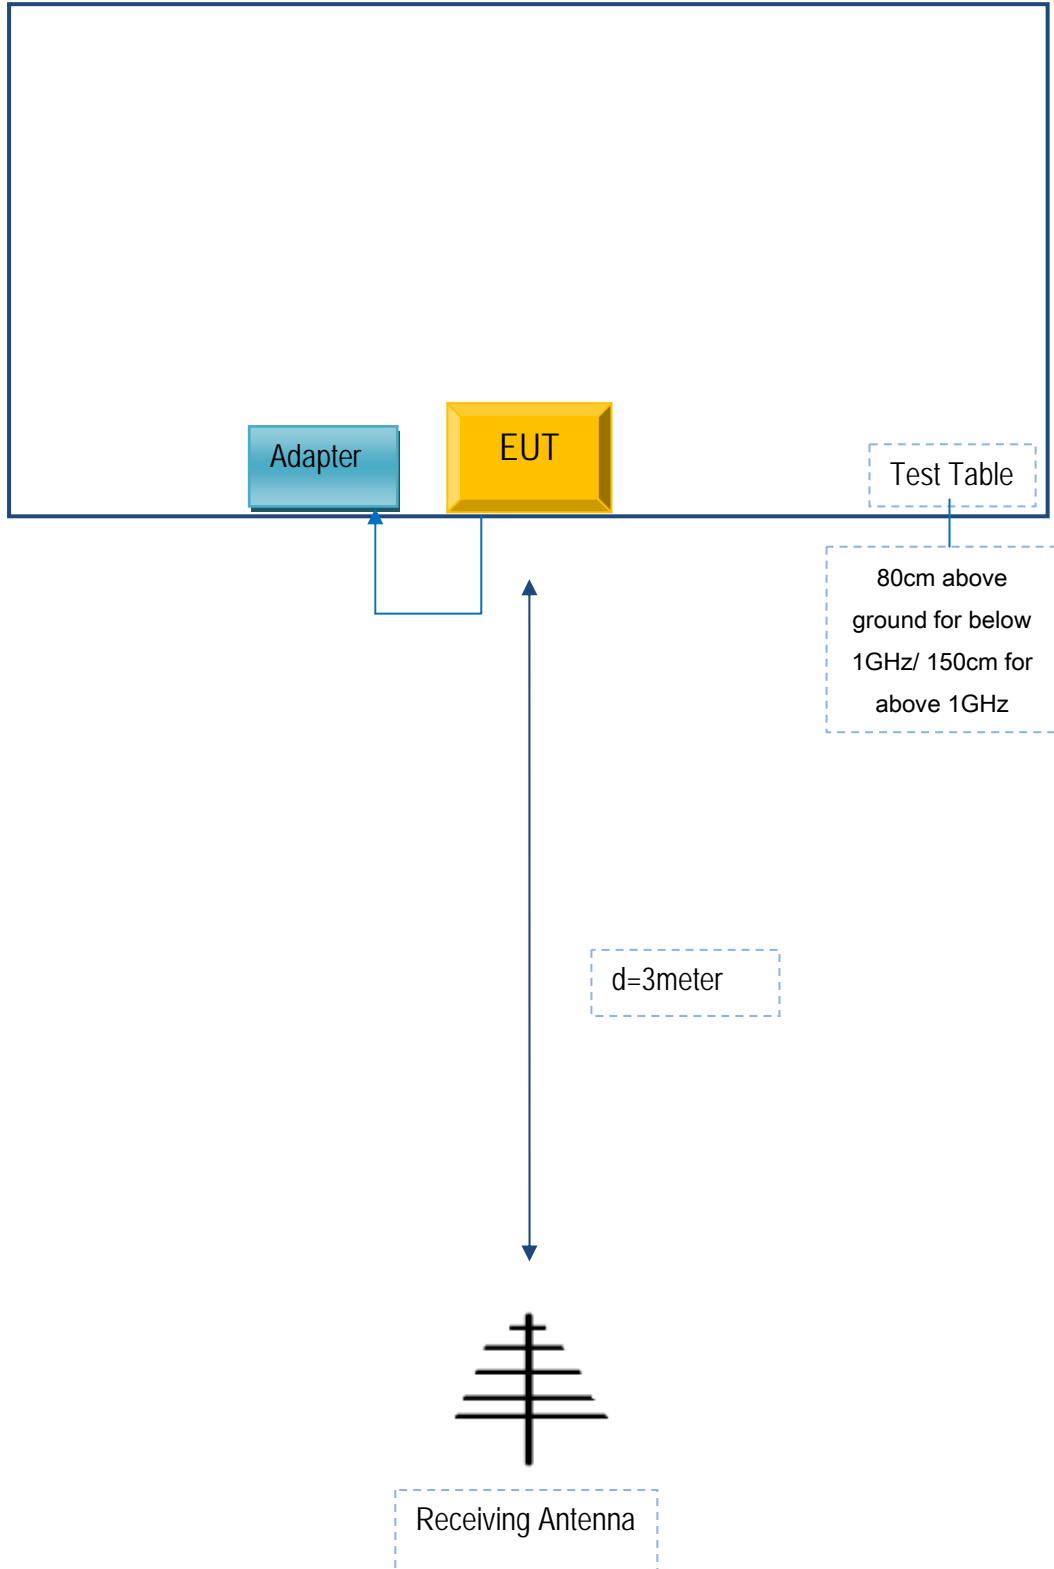 Adapter
EUT
Test Table
80cm above
ground for below
1GHz/ 150cm for
above 1GHz
d=3meter
Receiving Antenna